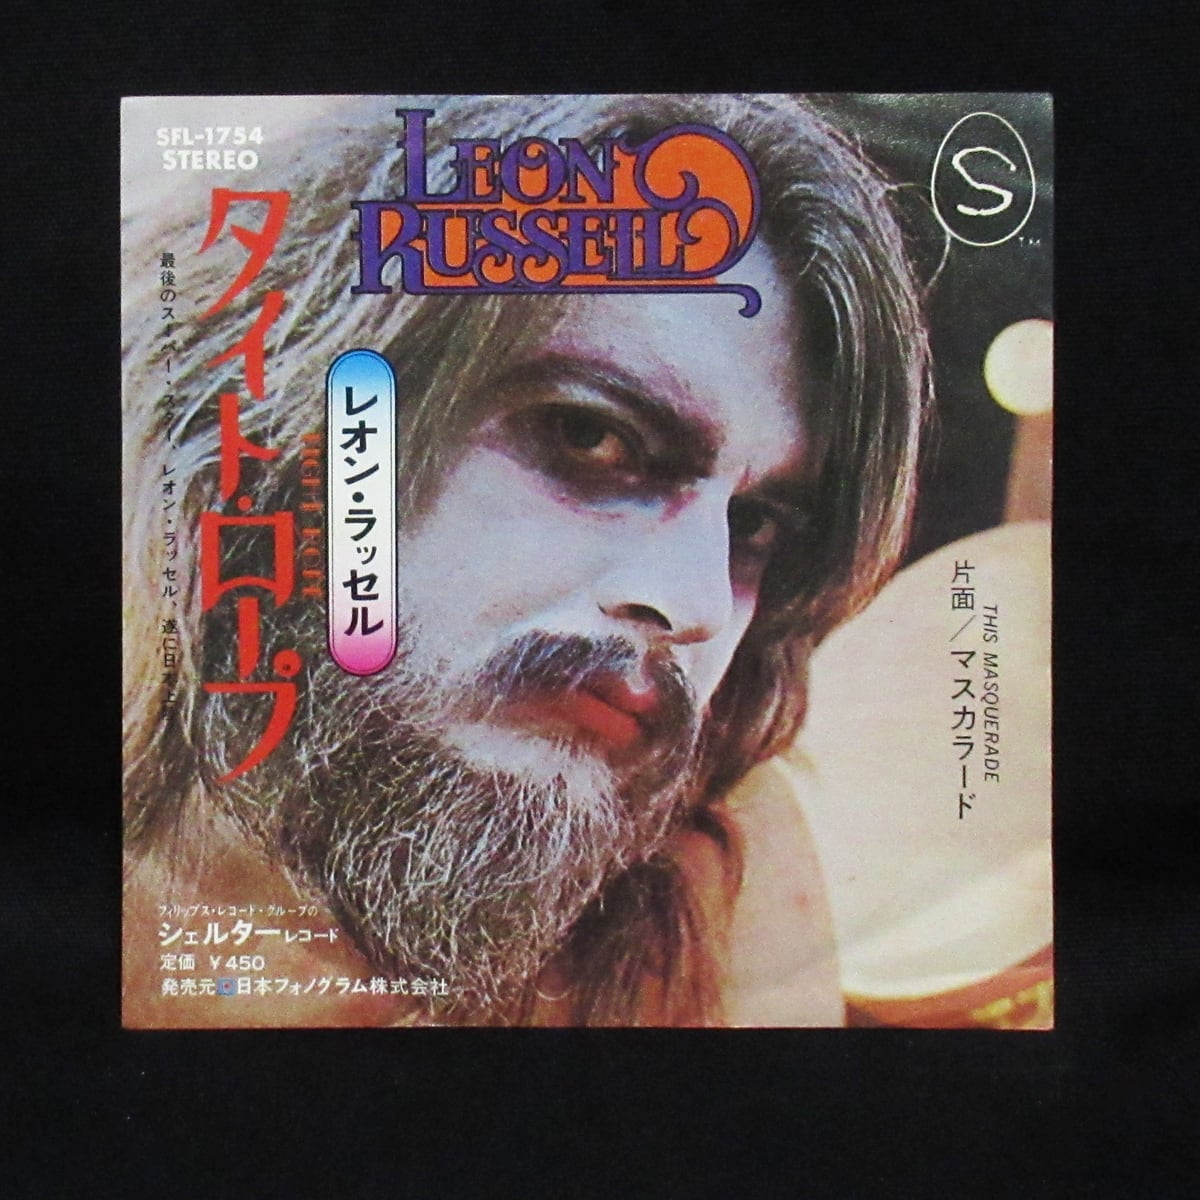 SFL-1754
STEREO
LEON
RUSSELL
S
TM
タイト・ロープ
TIGHT ROPE
最後のスーパー・スター、レオン・ラッセル、遂に日本上
レオン・ラッセル
THIS MASQUERADE
片面/マスカラード
フィリップス・レコード・グループの
シェルターレコード
定価 ¥450
発売元 日本フォノグラム株式会社